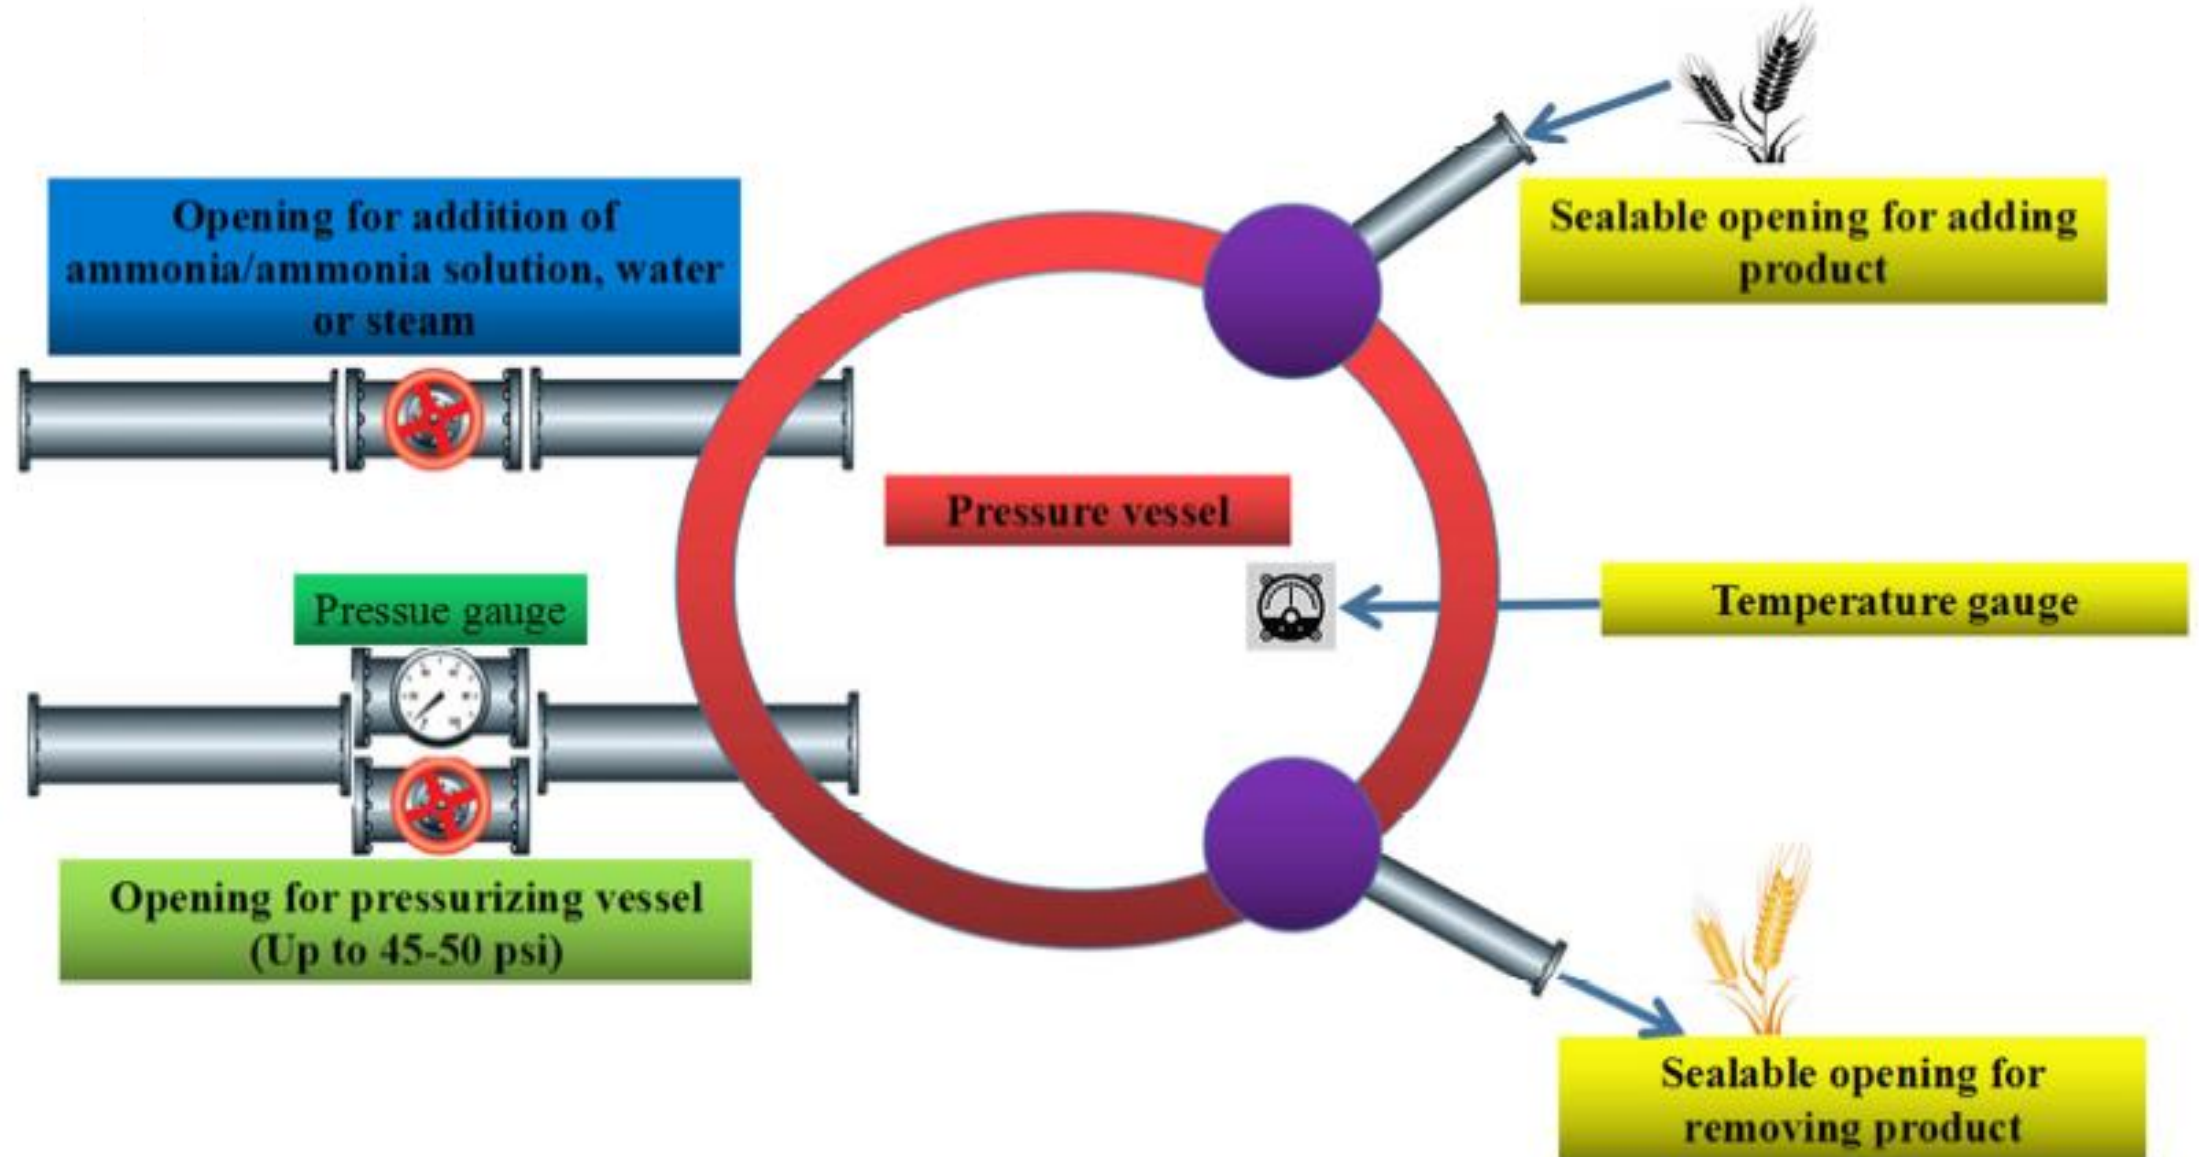 Opening for addition of
ammonia/ammonia solution, water
or steam
Sealable opening for adding
product
Pressure vessel
Pressue gauge
Temperature gauge
Opening for pressurizing vessel
(Up to 45-50 psi)
Sealable opening for
removing product